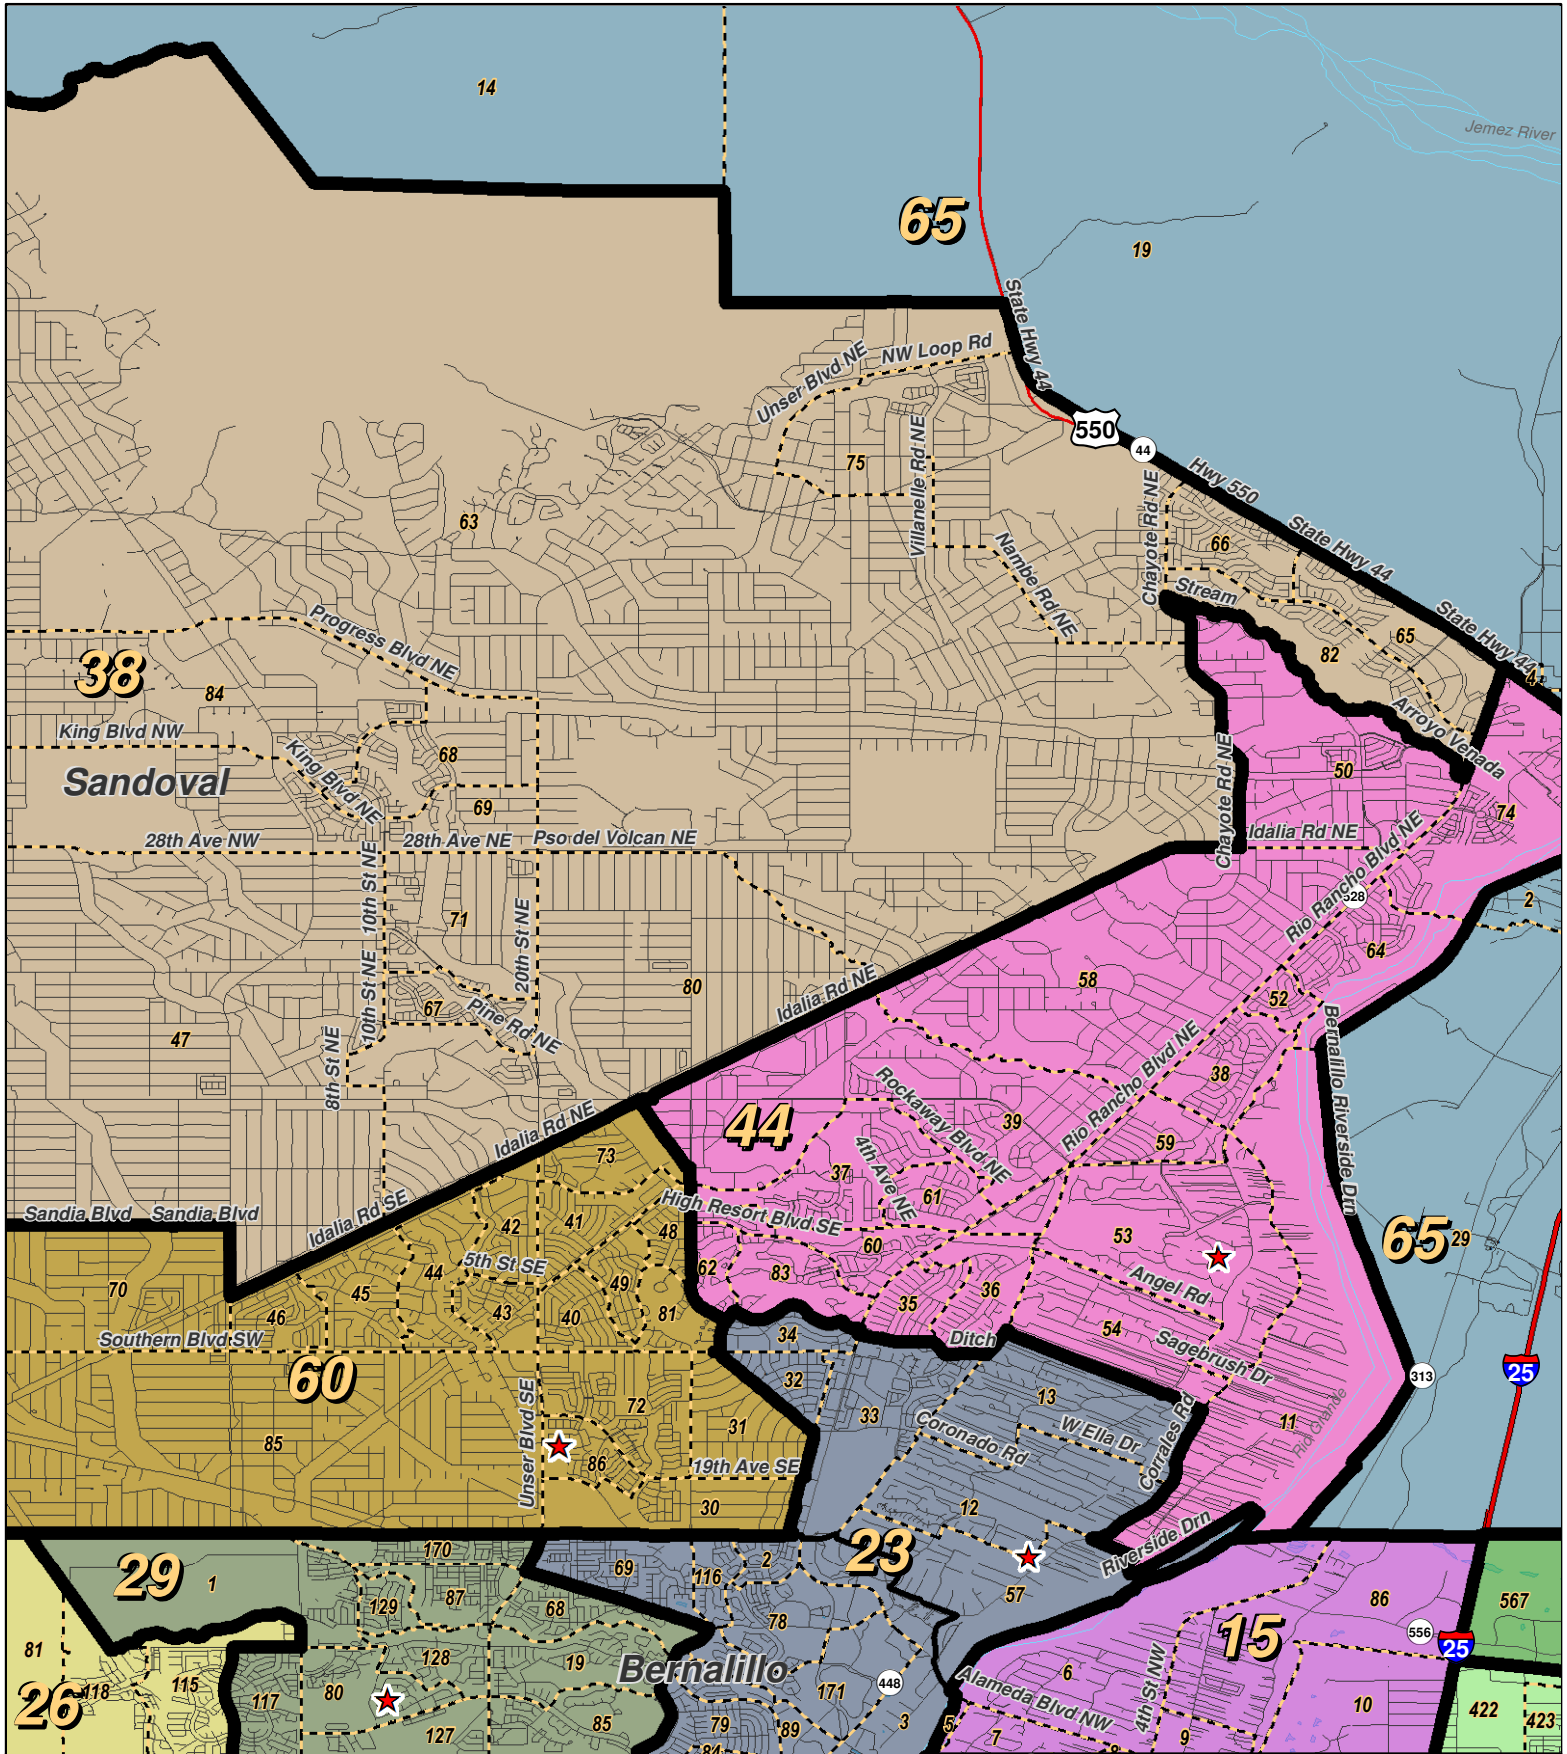 14
Jemez River
65
19
State Hwy 44
NW Loop Rd
Unser Blvd NE
550
44
Hwy 550
75
Villanelle Rd NE
Chayote Rd NE
State Hwy 44
63
66
Nambe Rd NE
Stream
State Hwy 44
Progress Blvd NE
65
82
38
84
4
Arroyo Venada
King Blvd NW
King Blvd NE
68
Sandoval
Chayote Rd NE
50
69
74
28th Ave NW
28th Ave NE
Pso del Volcan NE
Idalia Rd NE
Rio Rancho Blvd NE
10th St NE
528
2
71
20th St NE
64
10th St NE
80
Idalia Rd NE
58
52
67
Pine Rd NE
47
8th St NE
Bernalillo Riverside Drn
Rio Rancho Blvd NE
38
Rockaway Blvd NE
44
39
59
Idalia Rd NE
73
4th Ave NE
37
61
Sandia Blvd
Sandia Blvd
Idalia Rd SE
High Resort Blvd SE
42
41
48
60
53
65
29
5th St SE
44
62
83
49
36
Angel Rd
70
45
46
43
40
81
35
54
Southern Blvd SW
34
Ditch
Sagebrush Dr
60
32
313
25
13
Unser Blvd SE
72
31
33
Coronado Rd
W Ella Dr
Corrales Rd
11
Rio Grande
85
86
19th Ave SE
30
12
Riverside Drn
23
170
29
1
69
116
2
57
129
87
68
78
15
86
567
556
25
81
128
19
Bernalillo
6
26
118
115
117
80
171
448
Alameda Blvd NW
4th St NW
10
422
423
127
85
79
89
3
5
7
8
9
84